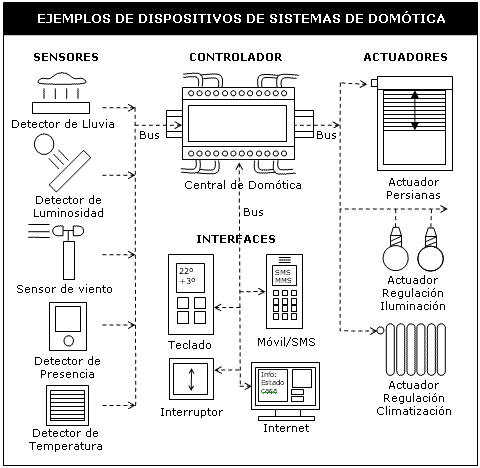 EJEMPLOS DE DISPOSITIVOS DE SISTEMAS DE DOMÓTICA
SENSORES
Detector de Lluvia
Detector de
Luminosidad
Sensor de viento
Detector de
Presencia
Detector de
Temperatura
CONTROLADOR
Bus
Bus
Central de Domótica
Bus
INTERFACES
22º
+3º
Teclado
SMS
MMS
Móvil/SMS
Interruptor
Info:
Estado
casa
Internet
ACTUADORES
Actuador
Persianas
Actuador
Regulación
Iluminación
Actuador
Regulación
Climatización